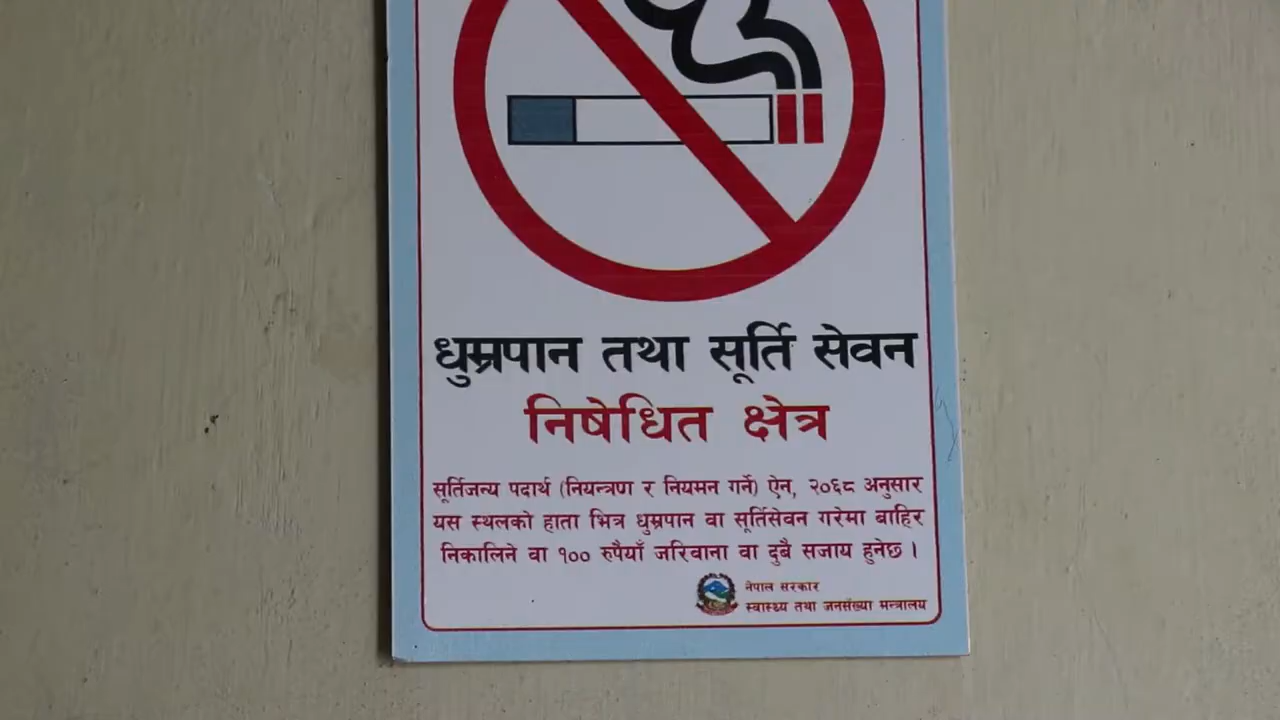 धुम्रपान तथा सूर्ति सेवन
निषेधित क्षेत्र
सूर्तिजन्य पदार्थ (नियन्त्रण र नियमन गर्ने) ऐन, २०६८ अनुसार
यस स्थलको हाता भित्र धुम्रपान वा सूर्तिसेवन गरेमा बाहिर
निकालिने वा १०० रुपैयाँ जरिवाना वा दुबै सजाय हुनेछ ।
नेपाल सरकार
स्वास्थ्य तथा जनसंख्या मन्त्रालय